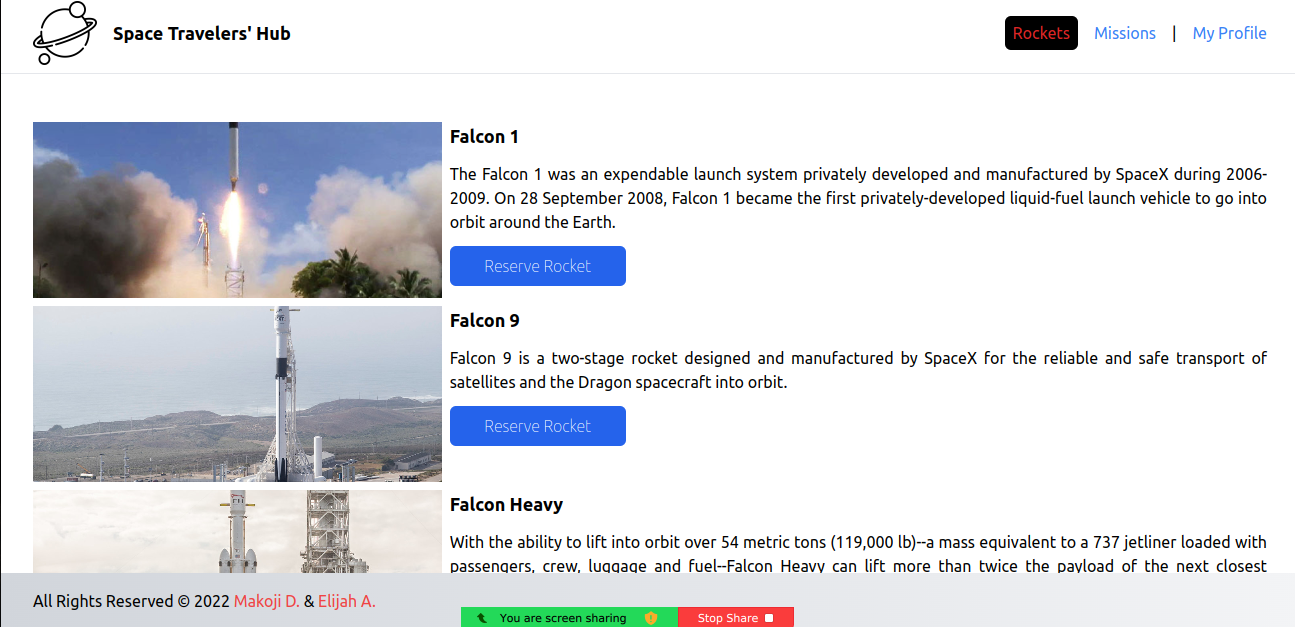 Space Travelers' Hub
Rockets Missions | My Profile
Falcon 1
The Falcon 1 was an expendable launch system privately developed and manufactured by SpaceX during 2006-
2009. On 28 September 2008, Falcon 1 became the first privately-developed liquid-fuel launch vehicle to go into
orbit around the Earth.
Reserve Rocket
Falcon 9
Falcon 9 is a two-stage rocket designed and manufactured by SpaceX for the reliable and safe transport of
satellites and the Dragon spacecraft into orbit.
Reserve Rocket
Falcon Heavy
With the ability to lift into orbit over 54 metric tons (119,000 lb)--a mass equivalent to a 737 jetliner loaded with
passengers, crew, luggage and fuel--Falcon Heavy can lift more than twice the payload of the next closest
All Rights Reserved © 2022 Makoji D. & Elijah A.
You are screen sharing
Stop Share